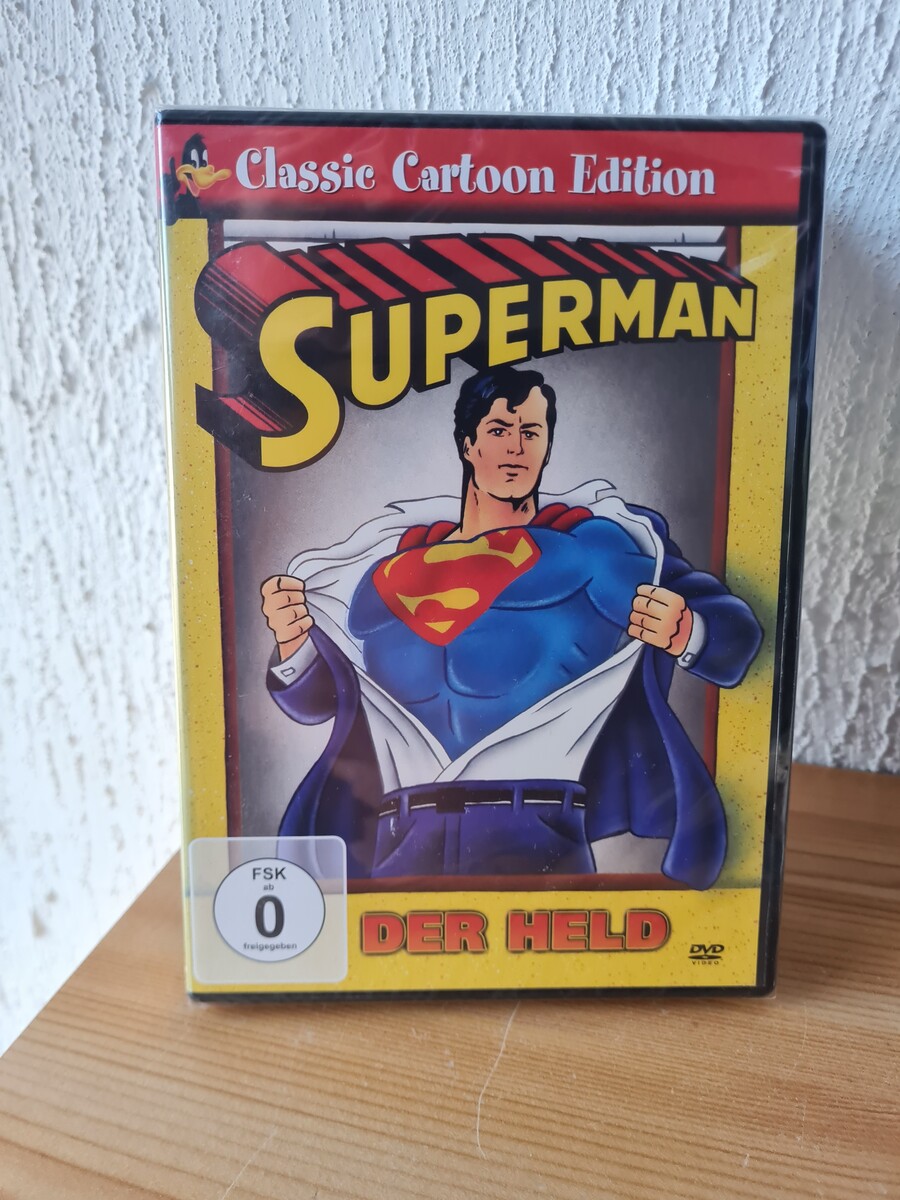 Classic Cartoon Edition
SUPERMAN
S
FSK
ab
0
freigegeben
DER HELD
DVD
VIDEO